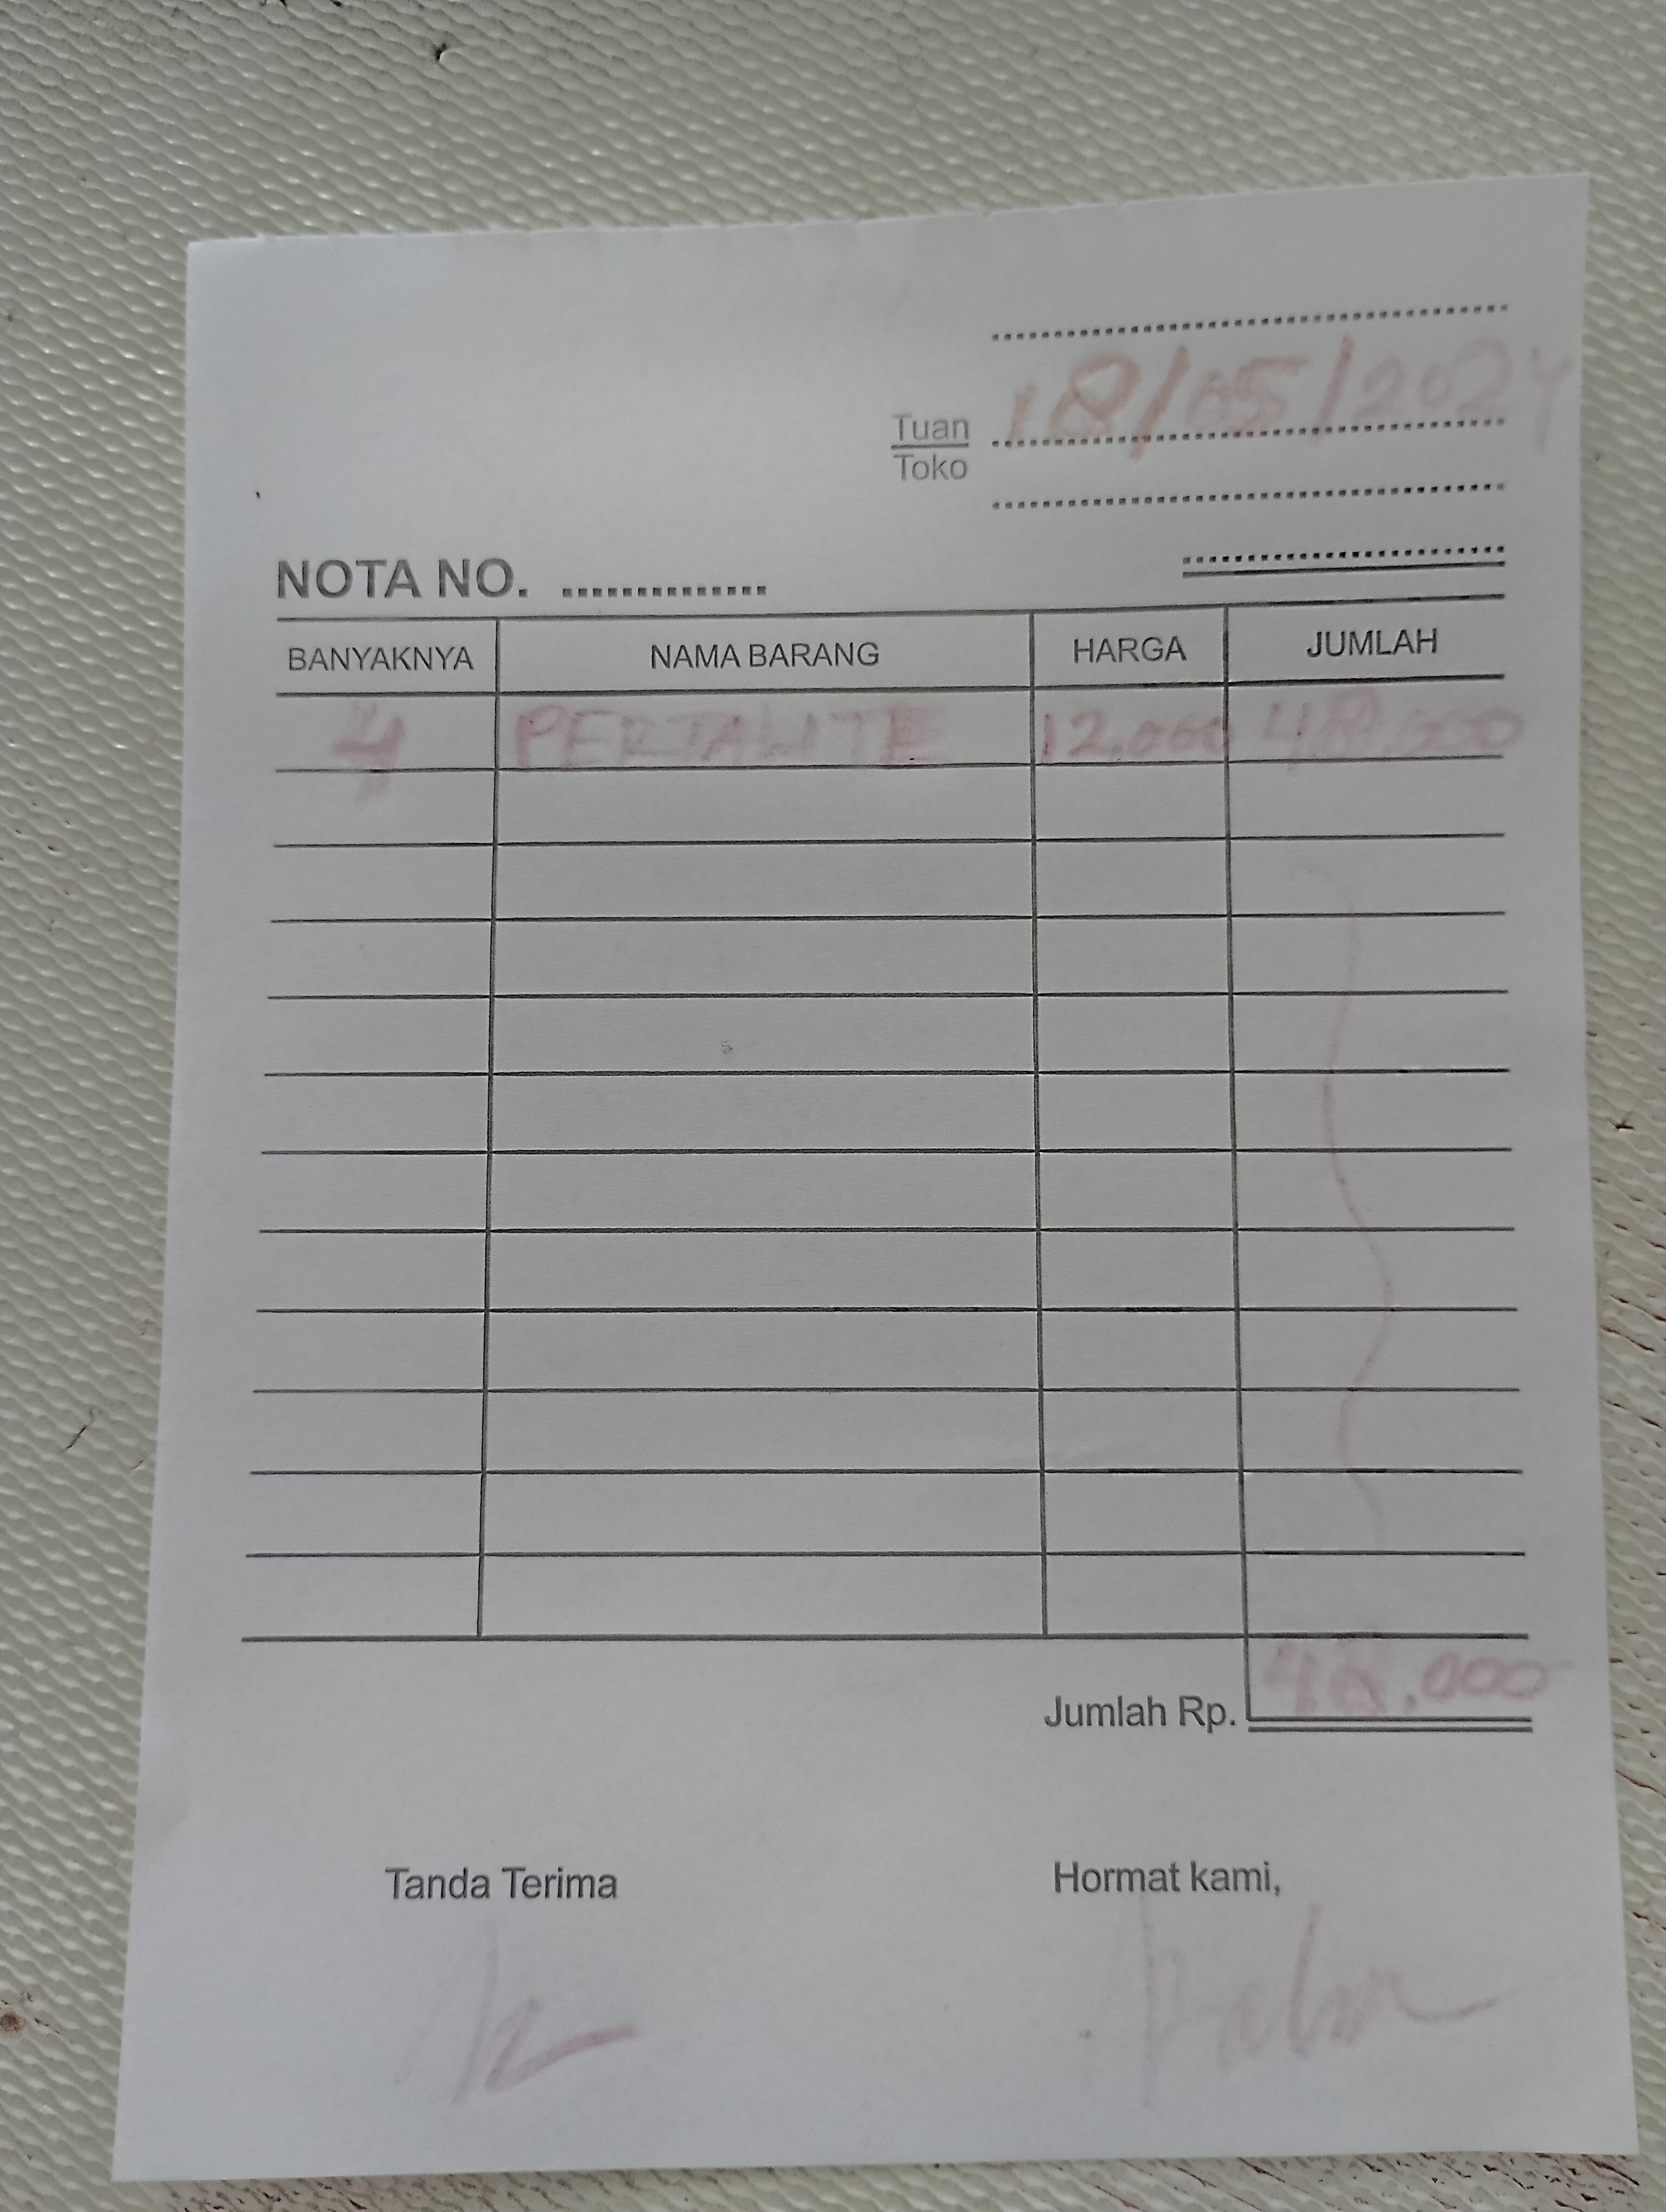 18/05/2024
Tuan
Toko
NOTA NO. ..............
BANYAKNYA NAMA BARANG HARGA JUMLAH
4 PERTALITE 12.000 48.000
Jumlah Rp. 48.000
Tanda Terima Hormat kami,